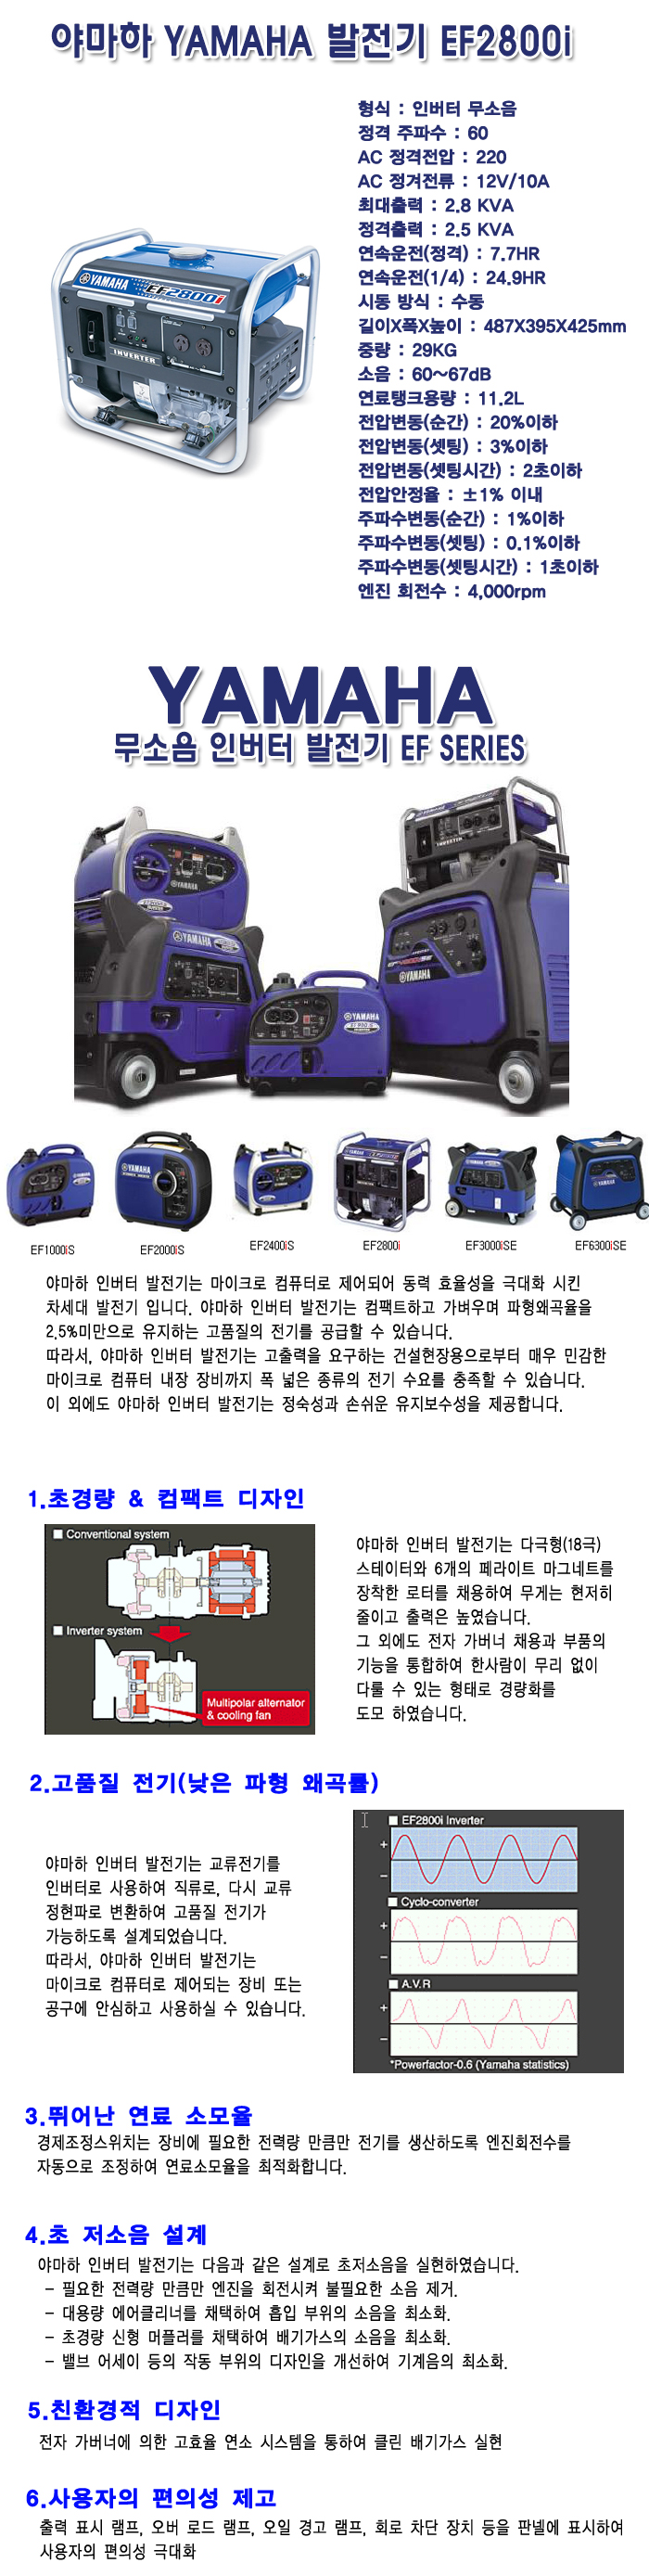 야마하 YAMAHA 발전기 EF2800i
형식 : 인버터 무소음
정격 주파수 : 60
AC 정격전압 : 220
AC 정겨전류 : 12V/10A
최대출력 : 2.8 KVA
정격출력 : 2.5 KVA
연속운전(정격) : 7.7HR
연속운전(1/4) : 24.9HR
시동 방식 : 수동
길이X폭X높이 : 487X395X425mm
중량 : 29KG
소음 : 60~67dB
연료탱크용량 : 11.2L
전압변동(순간) : 20%이하
전압변동(셋팅) : 3%이하
전압변동(셋팅시간) : 2초이하
전압안정율 : ±1% 이내
주파수변동(순간) : 1%이하
주파수변동(셋팅) : 0.1%이하
주파수변동(셋팅시간) : 1초이하
엔진 회전수 : 4,000rpm
YAMAHA
EF2800i
INVERTER
YAMAHA
무소음 인버터 발전기 EF SERIES
YAMAHA
INVERTER
YAMAHA
YAMAHA
YAMAHA
YAMAHA
YAMAHA
EF1000iS
EF2000iS
EF2400iS
EF2800i
EF3000iSE
EF6300iSE
야마하 인버터 발전기는 마이크로 컴퓨터로 제어되어 동력 효율성을 극대화 시킨
차세대 발전기 입니다. 야마하 인버터 발전기는 컴팩트하고 가벼우며 파형왜곡율을
2.5%미만으로 유지하는 고품질의 전기를 공급할 수 있습니다.
따라서, 야마하 인버터 발전기는 고출력을 요구하는 건설현장용으로부터 매우 민감한
마이크로 컴퓨터 내장 장비까지 폭 넓은 종류의 전기 수요를 충족할 수 있습니다.
이 외에도 야마하 인버터 발전기는 정숙성과 손쉬운 유지보수성을 제공합니다.
1.초경량 & 컴팩트 디자인
Conventional system
Inverter system
Multipolar alternator
& cooling fan
야마하 인버터 발전기는 다극형(18극)
스테이터와 6개의 페라이트 마그네트를
장착한 로터를 채용하여 무게는 현저히
줄이고 출력은 높였습니다.
그 외에도 전자 가버너 채용과 부품의
기능을 통합하여 한사람이 무리 없이
다룰 수 있는 형태로 경량화를
도모 하였습니다.
2.고품질 전기(낮은 파형 왜곡률)
야마하 인버터 발전기는 교류전기를
인버터로 사용하여 직류로, 다시 교류
정현파로 변환하여 고품질 전기가
가능하도록 설계되었습니다.
따라서, 야마하 인버터 발전기는
마이크로 컴퓨터로 제어되는 장비 또는
공구에 안심하고 사용하실 수 있습니다.
EF2800i Inverter
+
−
Cyclo-converter
+
−
A.V.R
+
−
*Powerfactor-0.6 (Yamaha statistics)
3.뛰어난 연료 소모율
경제조정스위치는 장비에 필요한 전력량 만큼만 전기를 생산하도록 엔진회전수를
자동으로 조정하여 연료소모율을 최적화합니다.
4.초 저소음 설계
야마하 인버터 발전기는 다음과 같은 설계로 초저소음을 실현하였습니다.
- 필요한 전력량 만큼만 엔진을 회전시켜 불필요한 소음 제거.
- 대용량 에어클리너를 채택하여 흡입 부위의 소음을 최소화.
- 초경량 신형 머플러를 채택하여 배기가스의 소음을 최소화.
- 밸브 어세이 등의 작동 부위의 디자인을 개선하여 기계음의 최소화.
5.친환경적 디자인
전자 가버너에 의한 고효율 연소 시스템을 통하여 클린 배기가스 실현
6.사용자의 편의성 제고
출력 표시 램프, 오버 로드 램프, 오일 경고 램프, 회로 차단 장치 등을 판넬에 표시하여
사용자의 편의성 극대화